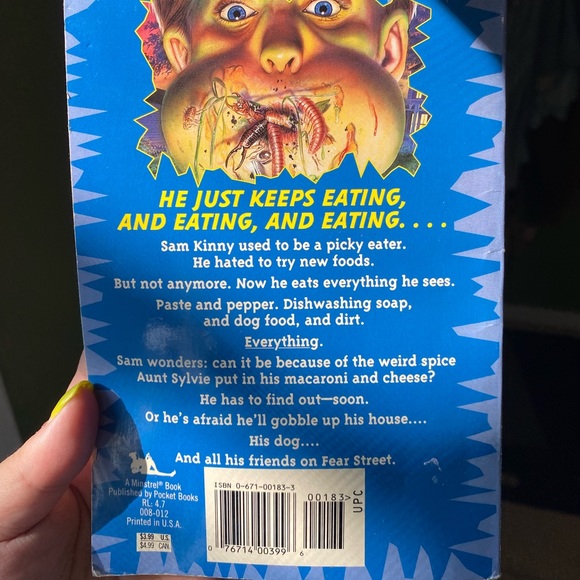 HE JUST KEEPS EATING,
AND EATING, AND EATING. . . .
Sam Kinny used to be a picky eater.
He hated to try new foods.
But not anymore. Now he eats everything he sees.
Paste and pepper. Dishwashing soap,
and dog food, and dirt.
Everything.
Sam wonders: can it be because of the weird spice
Aunt Sylvie put in his macaroni and cheese?
He has to find out—soon.
Or he's afraid he'll gobble up his house....
His dog....
And all his friends on Fear Street.
A Minstrel® Book
Published by Pocket Books
RL: 4.7
008-012
Printed in U.S.A.
$3.99 U.S.
$4.99 CAN.
ISBN 0-671-00183-3
00183>
UPC
0 76714 00399 6